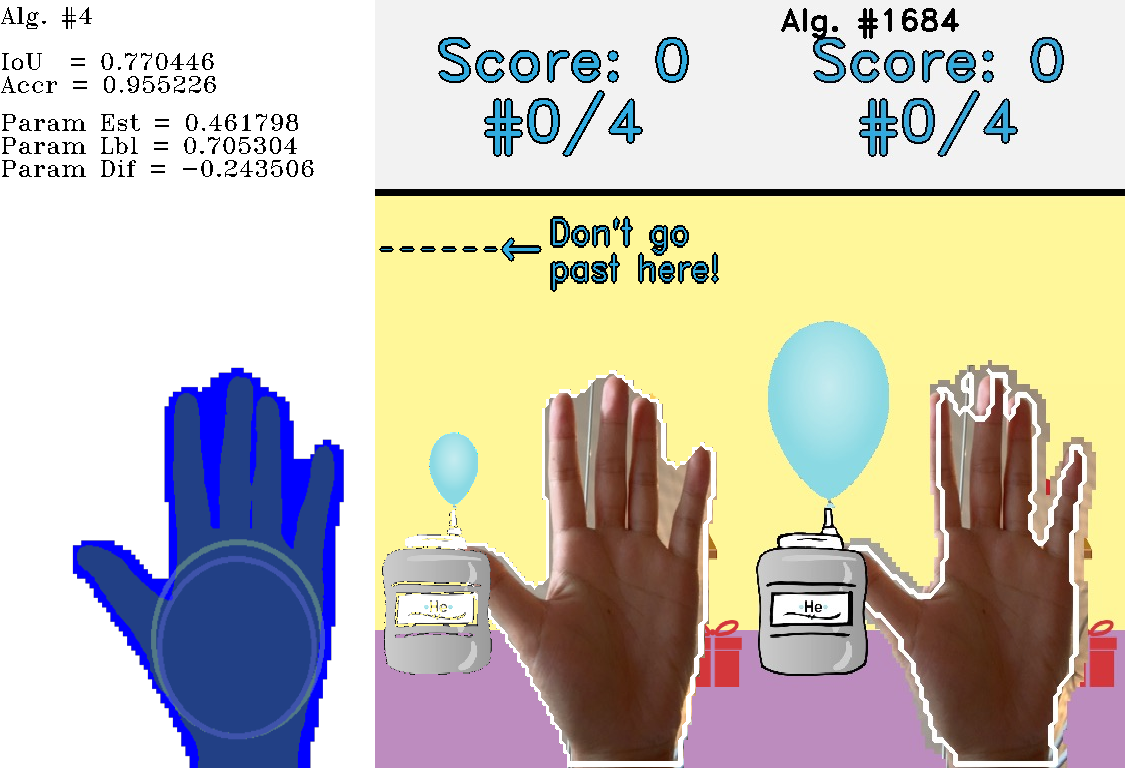 Alg. #4
IoU = 0.770446
Accr = 0.955226
Param Est = 0.461798
Param Lbl = 0.705304
Param Dif = −0.243506
Score: 0
#0/4
Don't go
past here!
He
Alg. #1684
Score: 0
#0/4
He